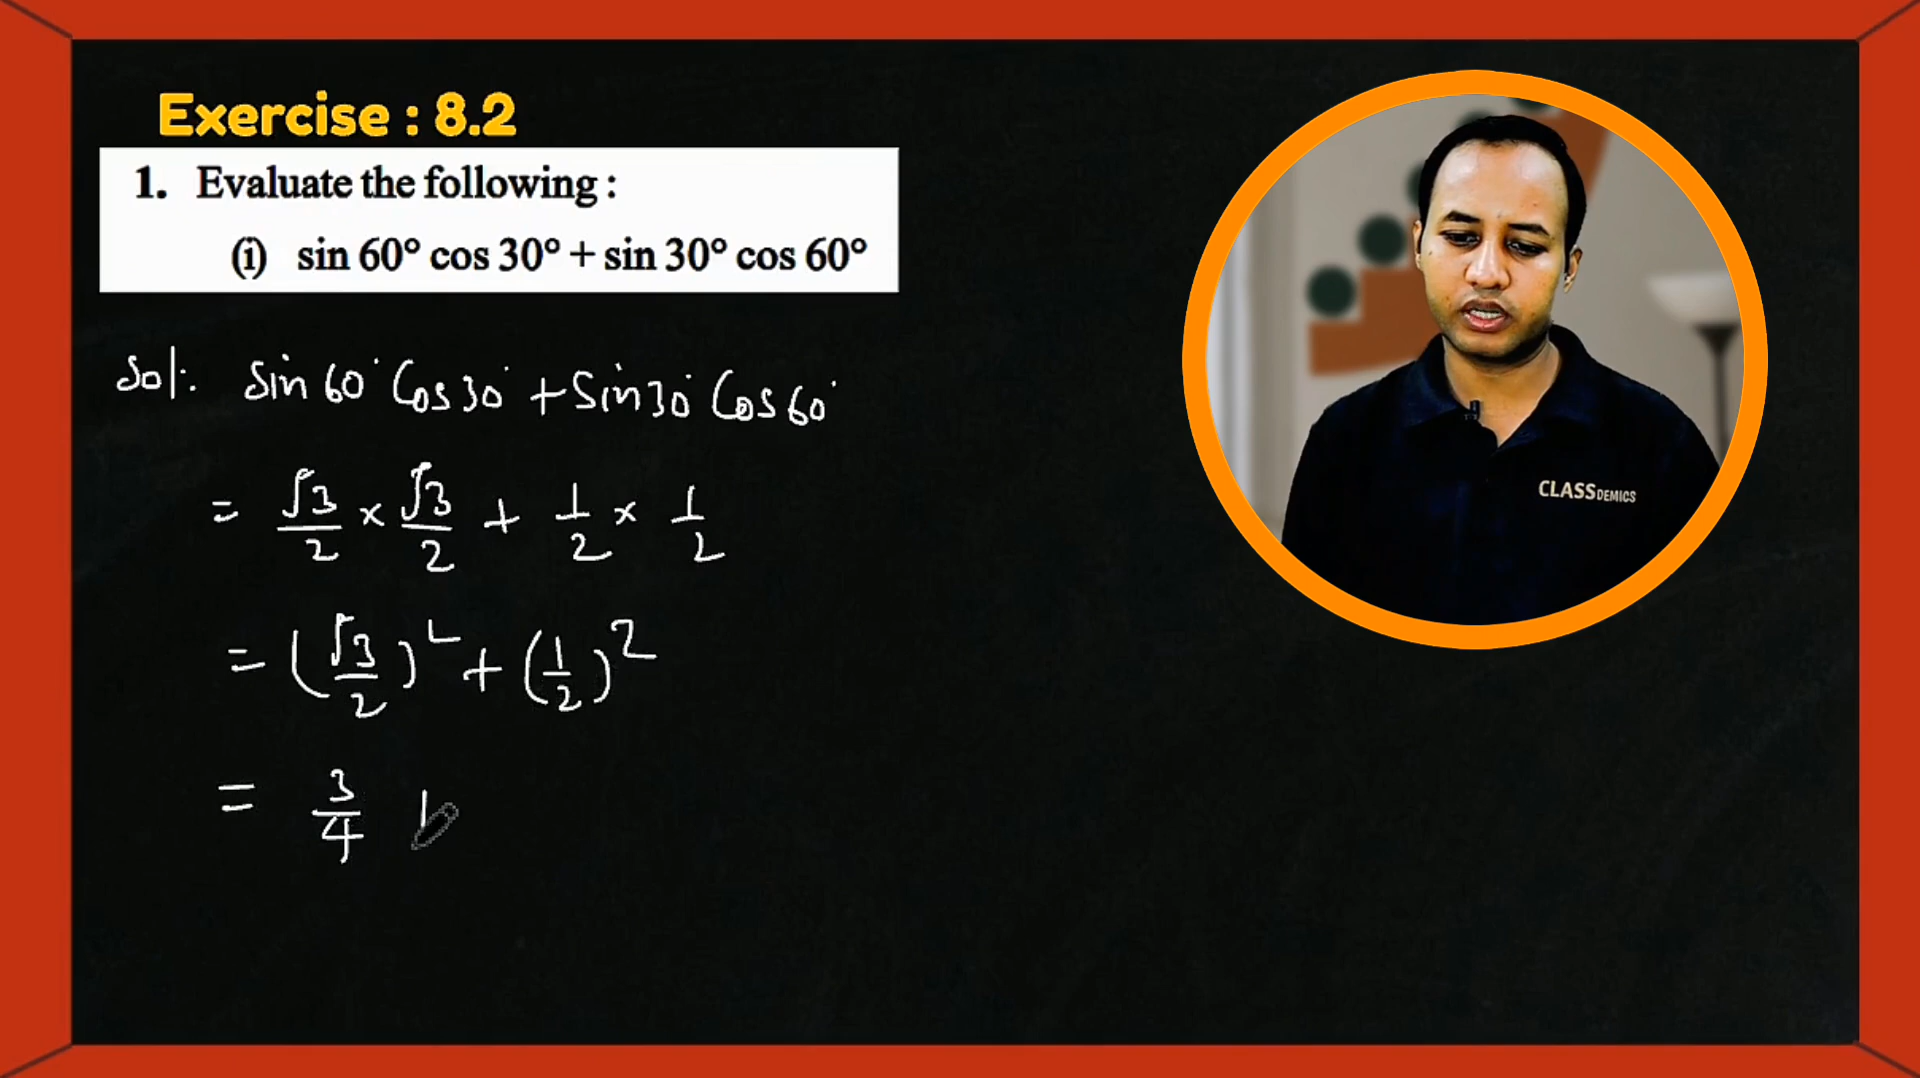 Exercise : 8.2
1. Evaluate the following :
(i) sin 60° cos 30° + sin 30° cos 60°
Sol:. Sin 60° Cos 30° + Sin 30° Cos 60°
= √3/2 × √3/2 + 1/2 × 1/2
= (√3/2)² + (1/2)²
= 3/4
CLASSDEMICS